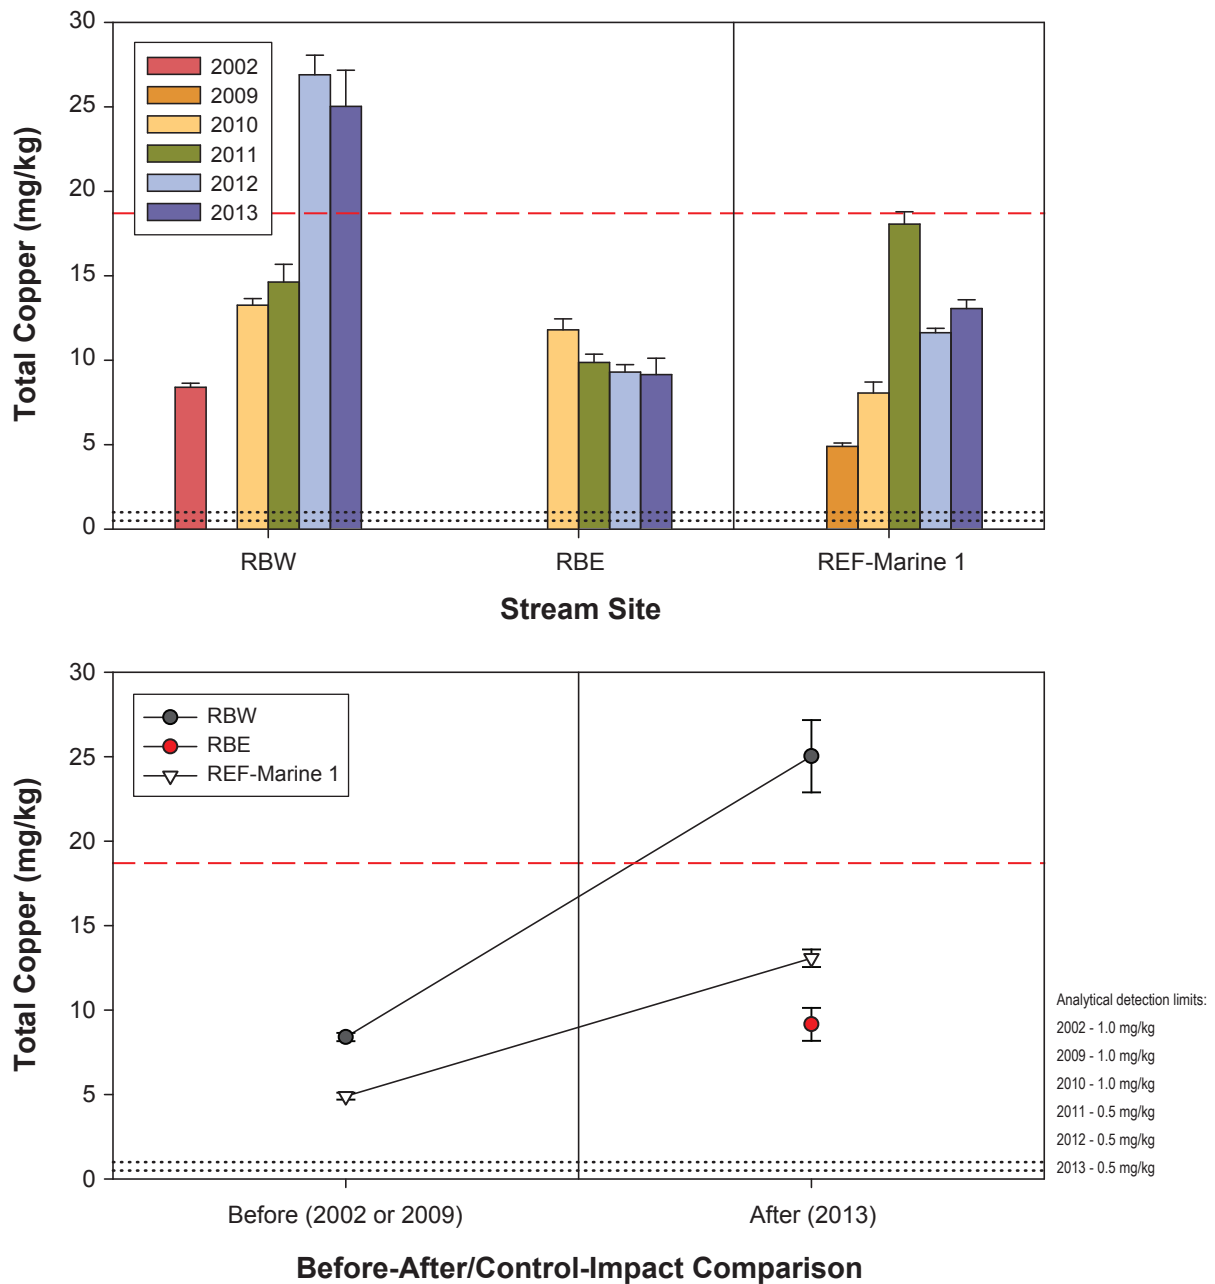 30
25
20
15
10
5
0
Total Copper (mg/kg)
2002
2009
2010
2011
2012
2013
RBW
RBE
REF-Marine 1
Stream Site
30
25
20
15
10
5
0
Total Copper (mg/kg)
RBW
RBE
REF-Marine 1
Before (2002 or 2009)
After (2013)
Before-After/Control-Impact Comparison
Analytical detection limits:
2002 - 1.0 mg/kg
2009 - 1.0 mg/kg
2010 - 1.0 mg/kg
2011 - 0.5 mg/kg
2012 - 0.5 mg/kg
2013 - 0.5 mg/kg